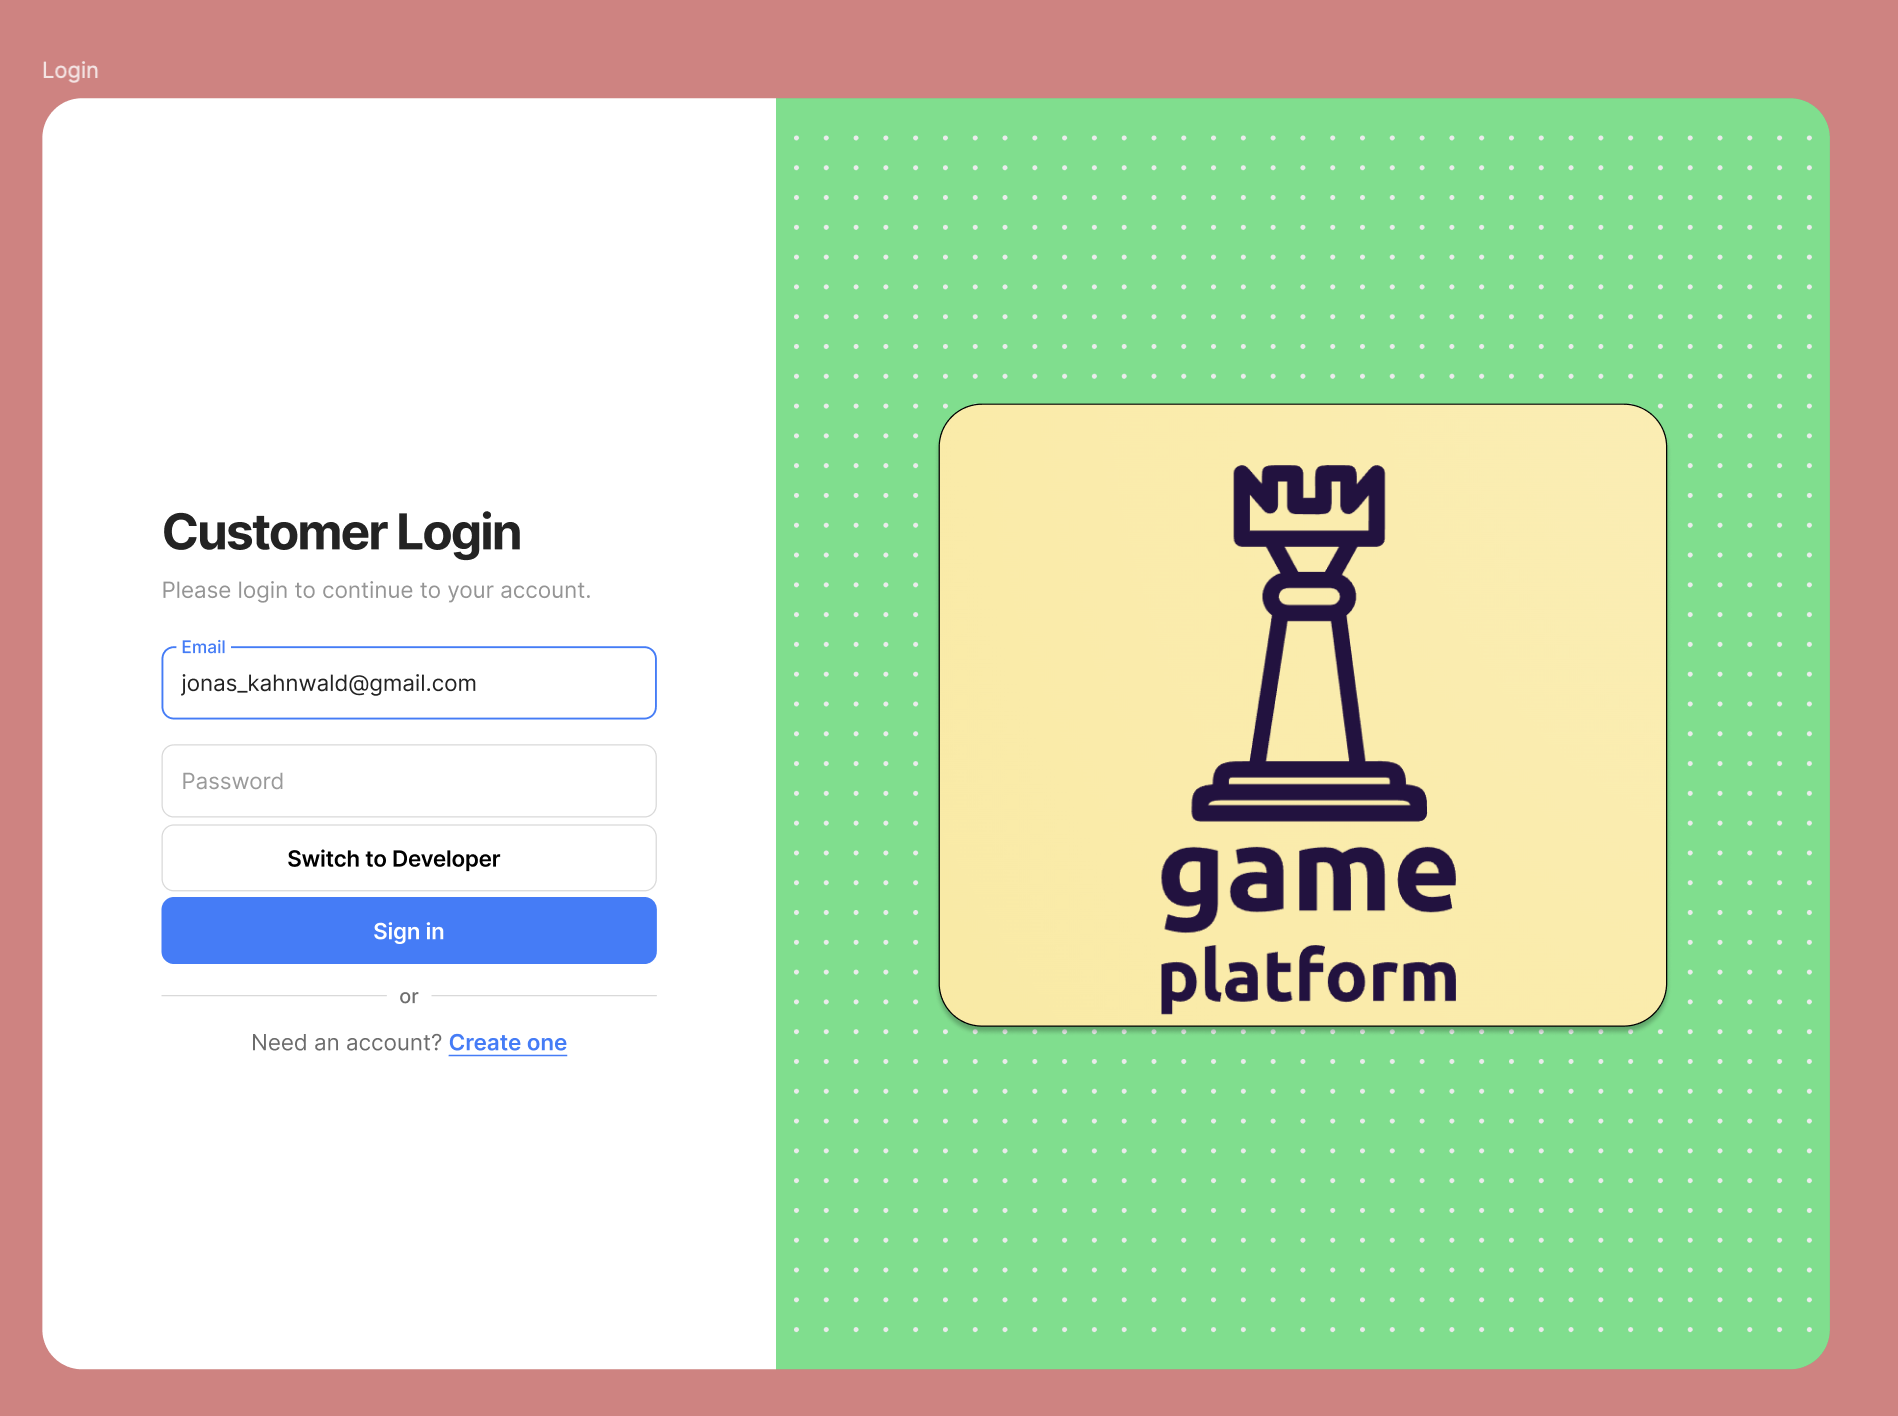 Login
Customer Login
Please login to continue to your account.
Email
jonas_kahnwald@gmail.com
Password
Switch to Developer
Sign in
or
Need an account? Create one
game
platform